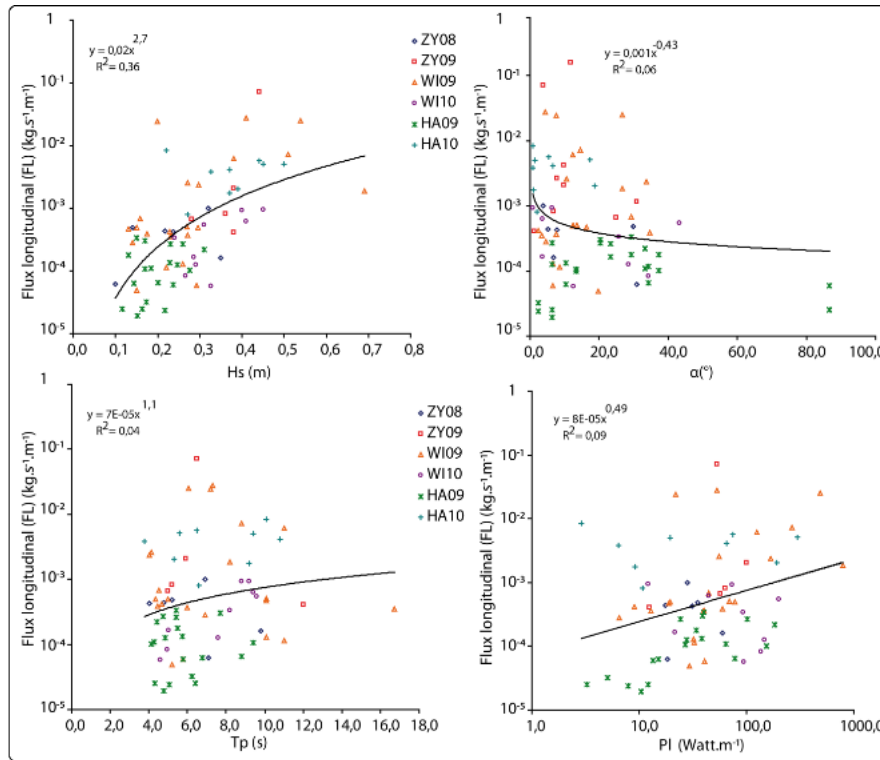 y = 0,02x^2,7
R² = 0,36
ZY08
ZY09
WI09
WI10
HA09
HA10
Flux longitudinal (FL) (kg.s⁻¹.m⁻¹)
1
10⁻¹
10⁻²
10⁻³
10⁻⁴
10⁻⁵
0,0 0,1 0,2 0,3 0,4 0,5 0,6 0,7 0,8
Hs (m)
y = 0,001x^-0,43
R² = 0,06
Flux longitudinal (FL) (kg.s⁻¹.m⁻¹)
1
10⁻¹
10⁻²
10⁻³
10⁻⁴
10⁻⁵
0,0 20,0 40,0 60,0 80,0 100,0
α(°)
y = 7E-05x^1,1
R² = 0,04
ZY08
ZY09
WI09
WI10
HA09
HA10
Flux longitudinal (FL) (kg.s⁻¹.m⁻¹)
1
10⁻¹
10⁻²
10⁻³
10⁻⁴
10⁻⁵
2,0 4,0 6,0 8,0 10,0 12,0 14,0 16,0 18,0
Tp (s)
y = 8E-05x^0,49
R² = 0,09
Flux longitudinal (FL) (kg.s⁻¹.m⁻¹)
1
10⁻¹
10⁻²
10⁻³
10⁻⁴
10⁻⁵
1,0 10,0 100,0 1000,0
Pl (Watt.m⁻¹)